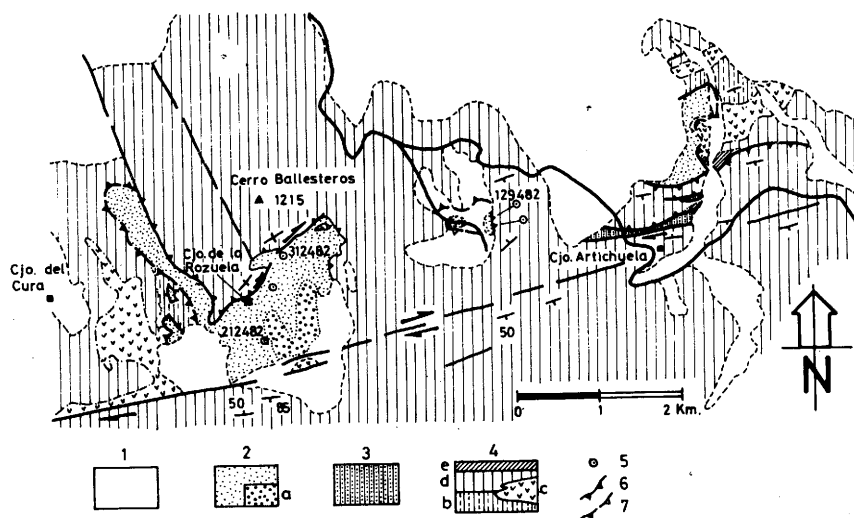 Cerro Ballesteros
▲ 1215
129482
Cjo. de la
Rozuela
312482
Cjo. Artichuela
Cjo. del
Cura
212482
50
50
85
N
0 1 2 Km.
1 2 3 4 5
a
e
d
b
c
6
7